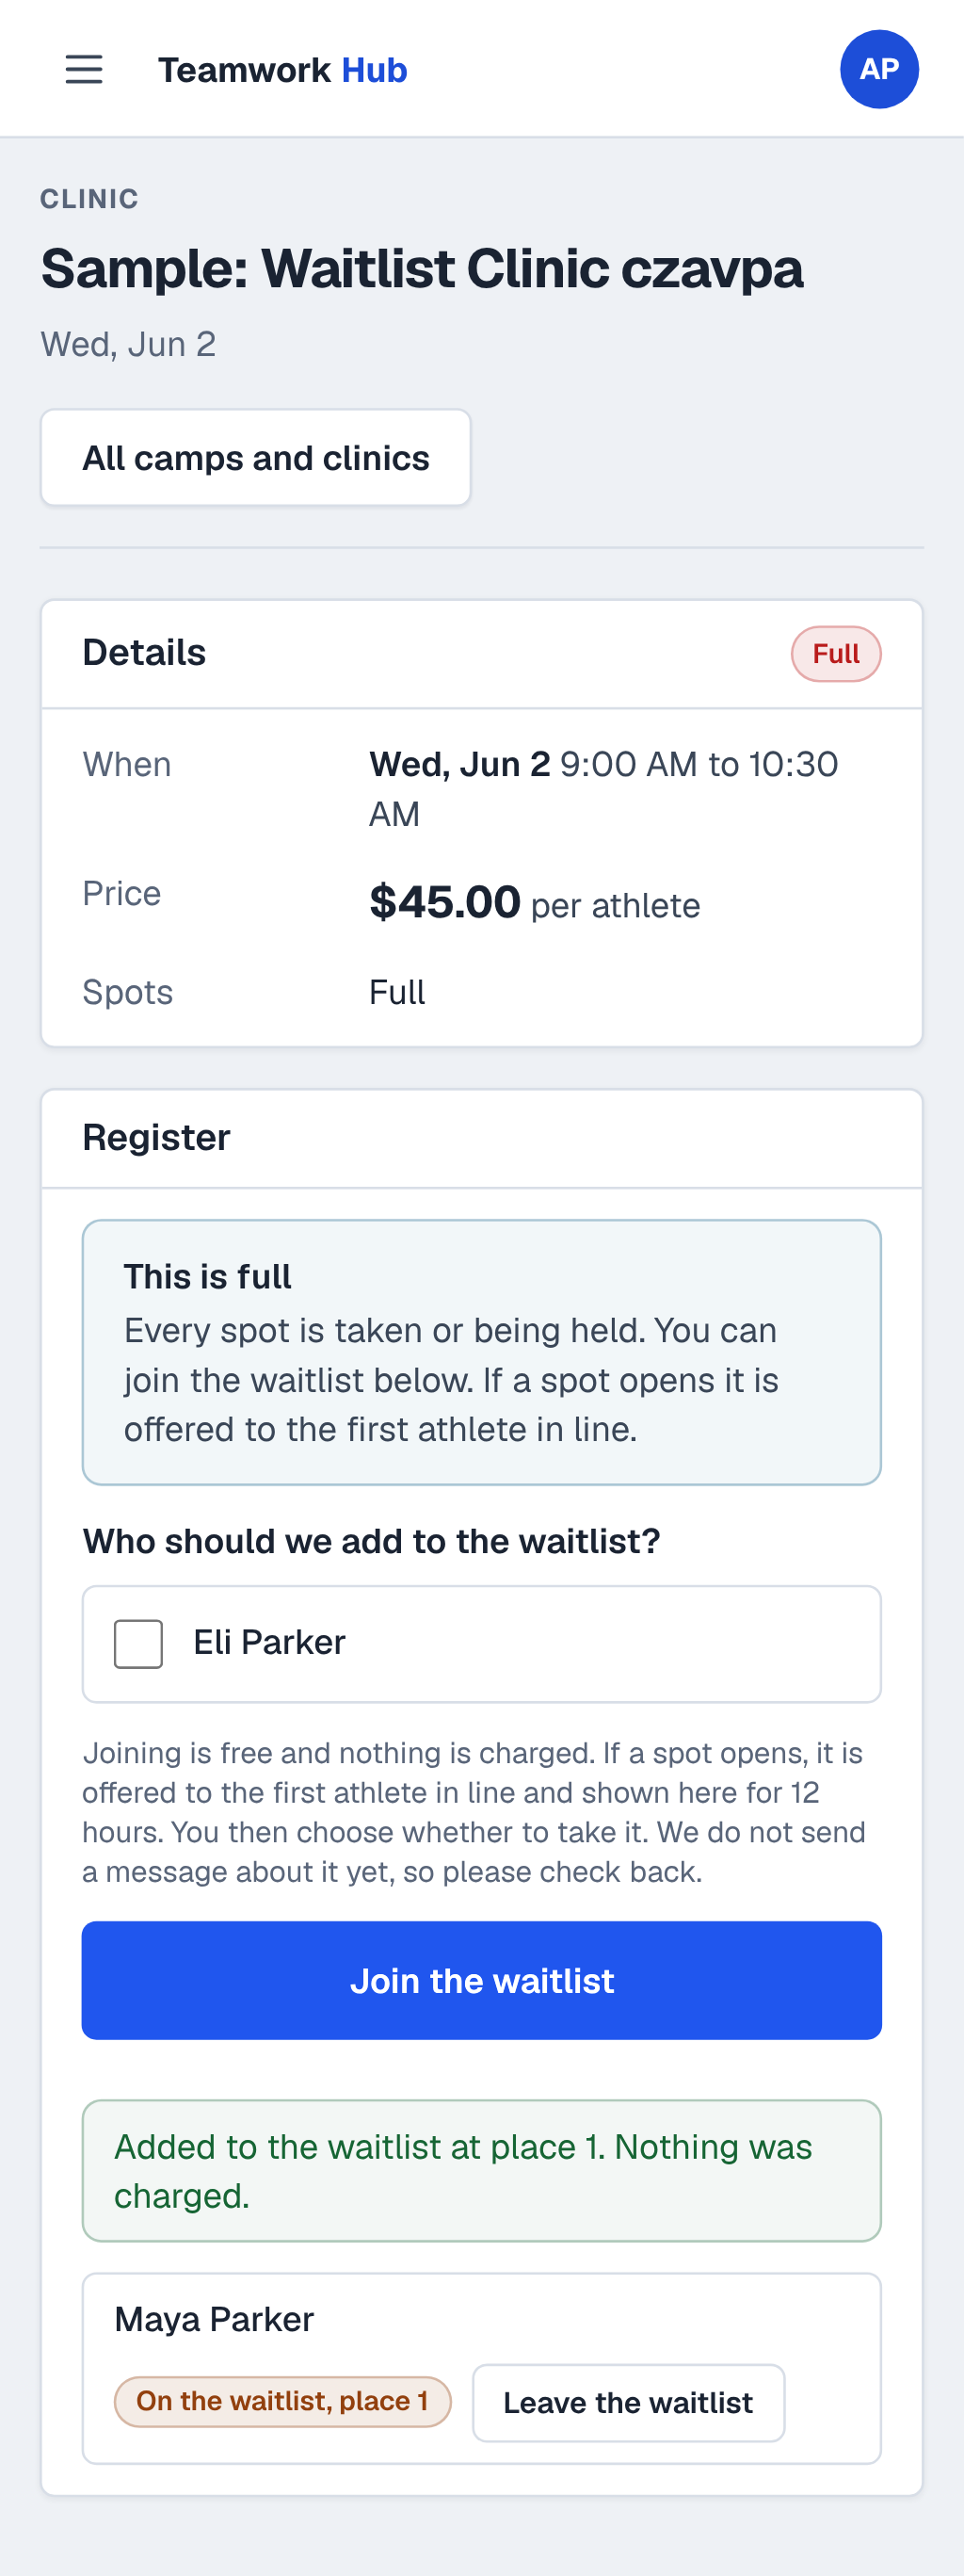 Teamwork Hub
AP
CLINIC
Sample: Waitlist Clinic czavpa
Wed, Jun 2
All camps and clinics
Details
Full
When
Wed, Jun 2 9:00 AM to 10:30
AM
Price
$45.00 per athlete
Spots
Full
Register
This is full
Every spot is taken or being held. You can
join the waitlist below. If a spot opens it is
offered to the first athlete in line.
Who should we add to the waitlist?
Eli Parker
Joining is free and nothing is charged. If a spot opens, it is
offered to the first athlete in line and shown here for 12
hours. You then choose whether to take it. We do not send
a message about it yet, so please check back.
Join the waitlist
Added to the waitlist at place 1. Nothing was
charged.
Maya Parker
On the waitlist, place 1
Leave the waitlist